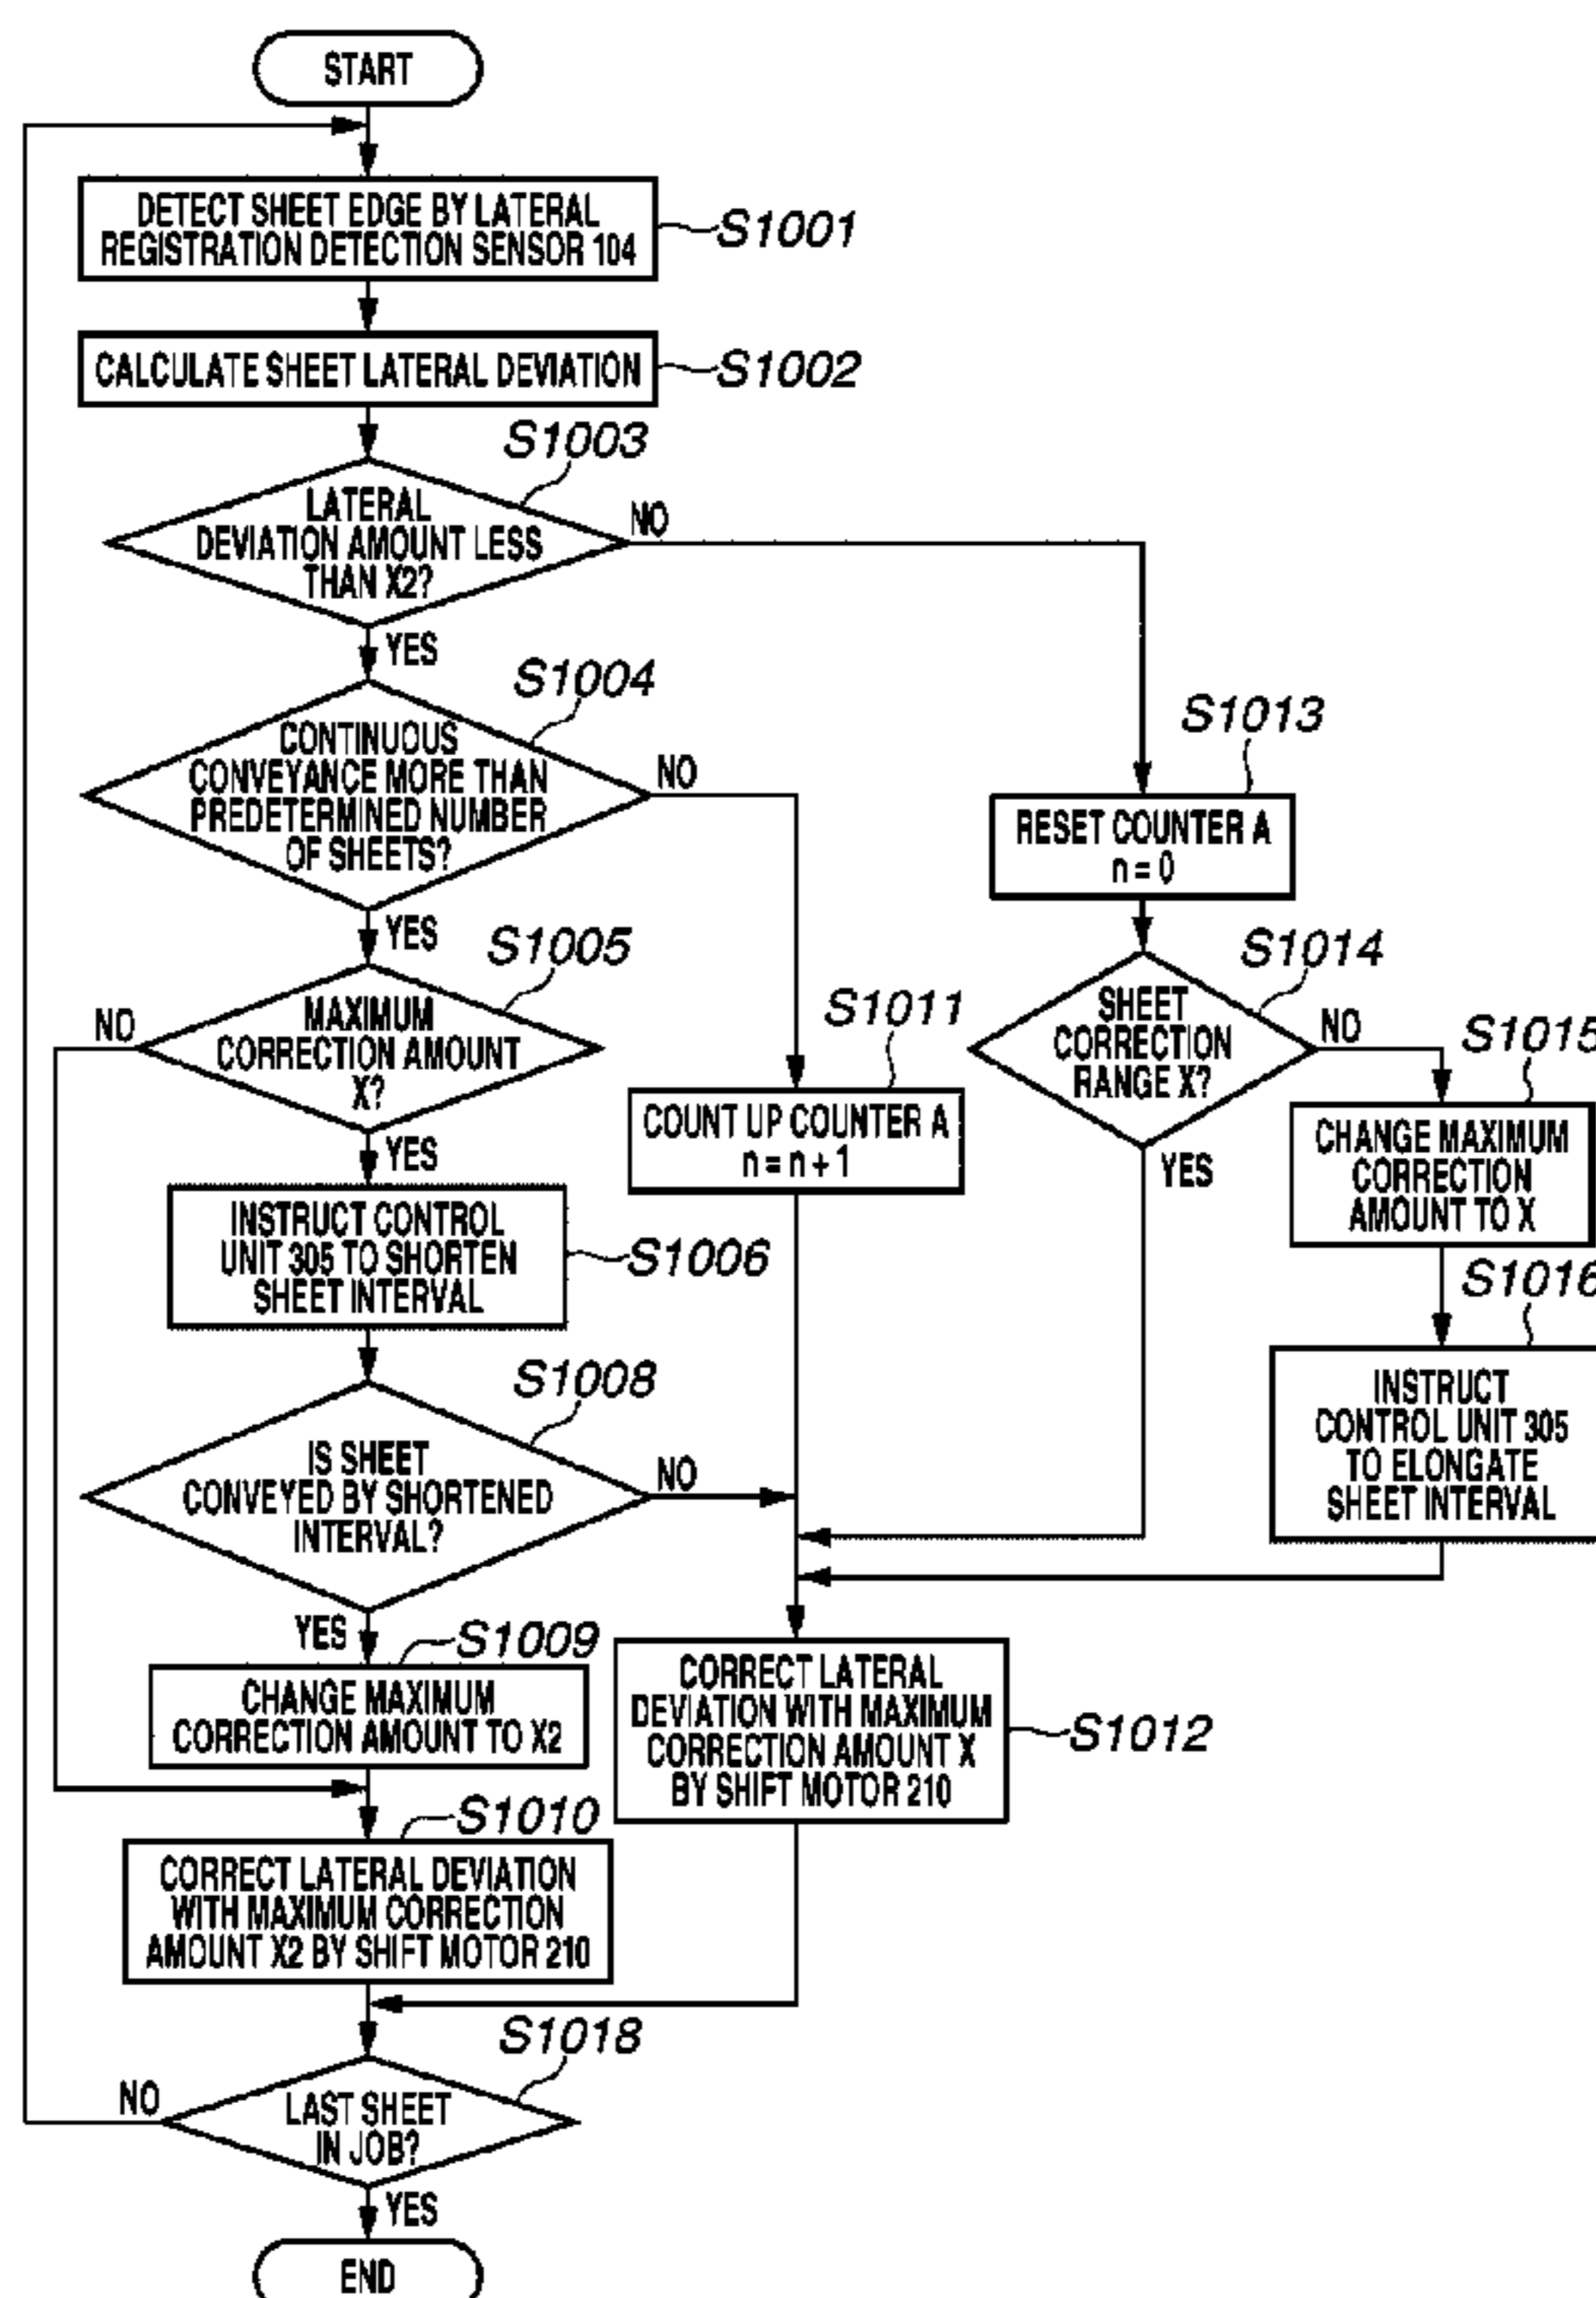 START
DETECT SHEET EDGE BY LATERAL
REGISTRATION DETECTION SENSOR 104
S1001
CALCULATE SHEET LATERAL DEVIATION
S1002
S1003
LATERAL
DEVIATION AMOUNT LESS
THAN X2?
NO
YES
S1004
CONTINUOUS
CONVEYANCE MORE THAN
PREDETERMINED NUMBER
OF SHEETS?
NO
YES
S1013
RESET COUNTER A
n = 0
S1005
MAXIMUM
CORRECTION AMOUNT
X?
NO
YES
S1011
COUNT UP COUNTER A
n = n + 1
S1014
SHEET
CORRECTION
RANGE X?
NO
YES
S1015
CHANGE MAXIMUM
CORRECTION
AMOUNT TO X
S1006
INSTRUCT CONTROL
UNIT 305 TO SHORTEN
SHEET INTERVAL
S1016
INSTRUCT
CONTROL UNIT 305
TO ELONGATE
SHEET INTERVAL
S1008
IS SHEET
CONVEYED BY SHORTENED
INTERVAL?
NO
YES
S1009
CHANGE MAXIMUM
CORRECTION AMOUNT TO X2
CORRECT LATERAL
DEVIATION WITH MAXIMUM
CORRECTION AMOUNT X
BY SHIFT MOTOR 210
S1012
S1010
CORRECT LATERAL DEVIATION
WITH MAXIMUM CORRECTION
AMOUNT X2 BY SHIFT MOTOR 210
S1018
LAST SHEET
IN JOB?
NO
YES
END